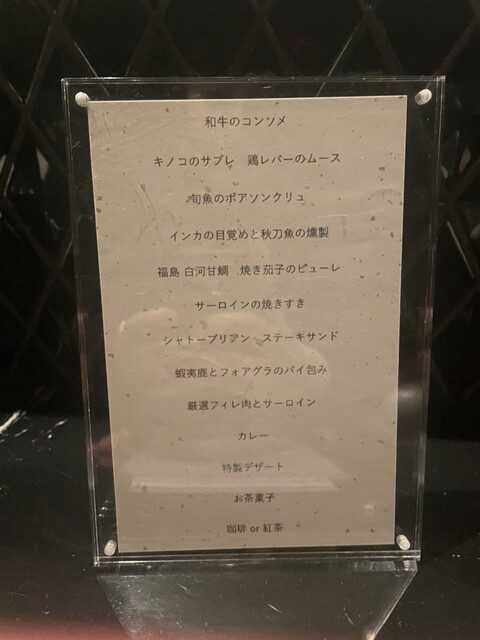 和牛のコンソメ
キノコのサブレ　鶏レバーのムース
旬魚のポアソンクリュ
インカの目覚めと秋刀魚の燻製
福島 白河甘鯛　焼き茄子のピューレ
サーロインの焼きすき
シャトーブリアン　ステーキサンド
蝦夷鹿とフォアグラのパイ包み
厳選フィレ肉とサーロイン
カレー
特製デザート
お茶菓子
珈琲 or 紅茶